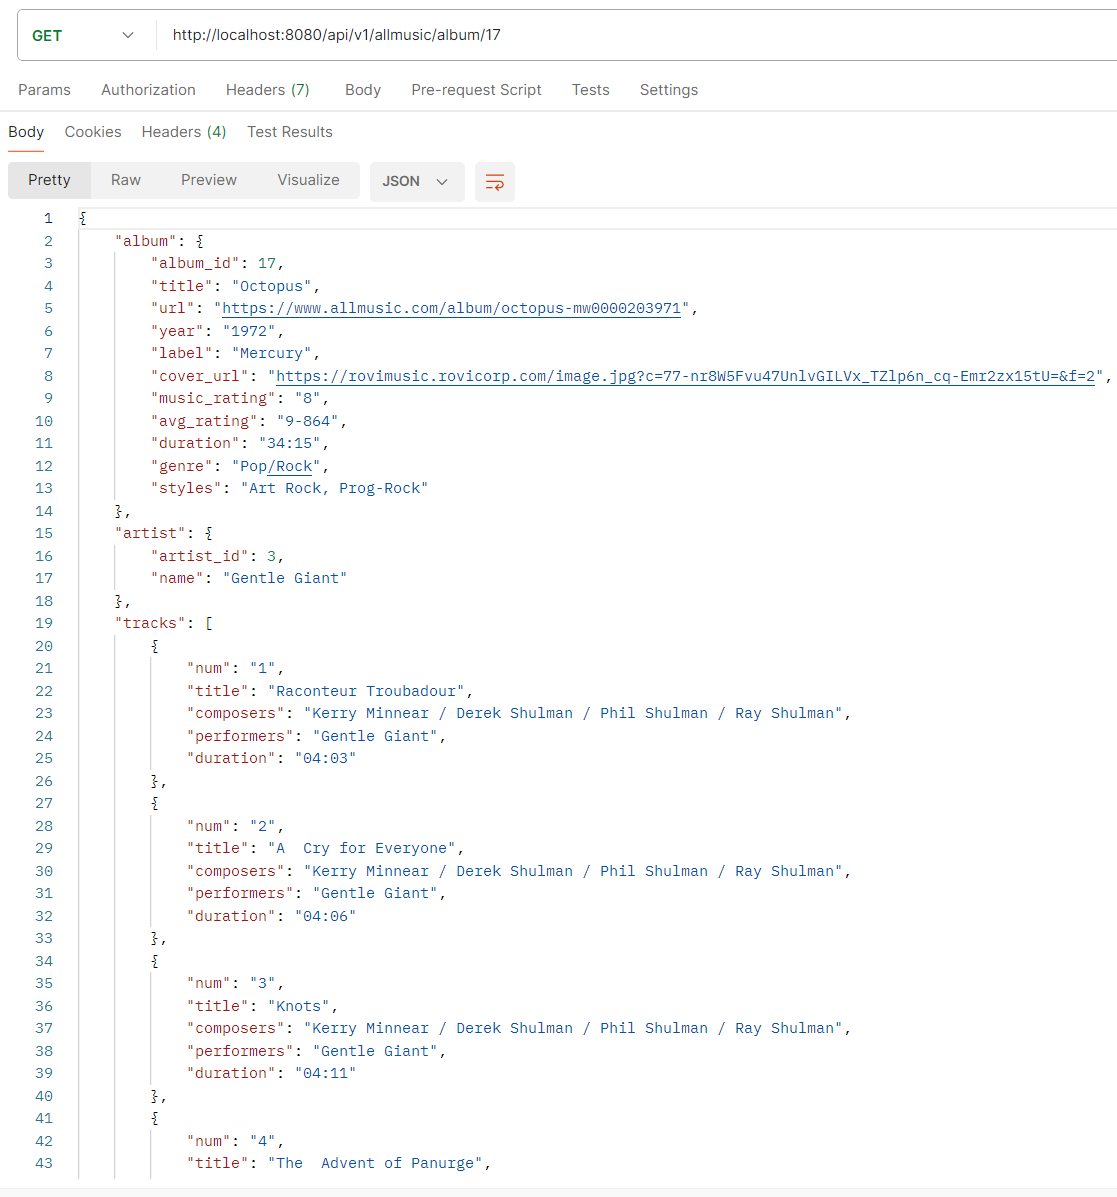 GET http://localhost:8080/api/v1/allmusic/album/17
Params Authorization Headers (7) Body Pre-request Script Tests Settings
Body Cookies Headers (4) Test Results
Pretty Raw Preview Visualize JSON
1 {
2 "album": {
3 "album_id": 17,
4 "title": "Octopus",
5 "url": "https://www.allmusic.com/album/octopus-mw0000203971",
6 "year": "1972",
7 "label": "Mercury",
8 "cover_url": "https://rovimusic.rovicorp.com/image.jpg?c=77-nr8W5Fvu47UnlvGILVx_TZlp6n_cq-Emr2zx15tU=&f=2",
9 "music_rating": "8",
10 "avg_rating": "9-864",
11 "duration": "34:15",
12 "genre": "Pop/Rock",
13 "styles": "Art Rock, Prog-Rock"
14 },
15 "artist": {
16 "artist_id": 3,
17 "name": "Gentle Giant"
18 },
19 "tracks": [
20 {
21 "num": "1",
22 "title": "Raconteur Troubadour",
23 "composers": "Kerry Minnear / Derek Shulman / Phil Shulman / Ray Shulman",
24 "performers": "Gentle Giant",
25 "duration": "04:03"
26 },
27 {
28 "num": "2",
29 "title": "A  Cry for Everyone",
30 "composers": "Kerry Minnear / Derek Shulman / Phil Shulman / Ray Shulman",
31 "performers": "Gentle Giant",
32 "duration": "04:06"
33 },
34 {
35 "num": "3",
36 "title": "Knots",
37 "composers": "Kerry Minnear / Derek Shulman / Phil Shulman / Ray Shulman",
38 "performers": "Gentle Giant",
39 "duration": "04:11"
40 },
41 {
42 "num": "4",
43 "title": "The  Advent of Panurge",